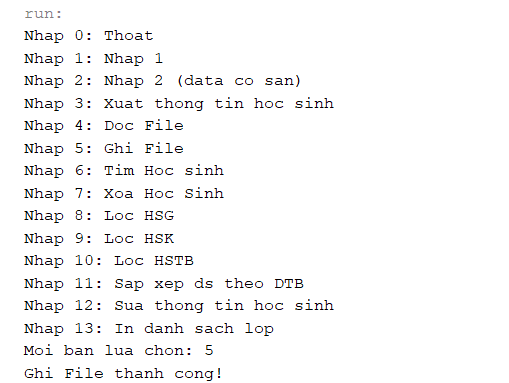 run:
Nhap 0: Thoat
Nhap 1: Nhap 1
Nhap 2: Nhap 2 (data co san)
Nhap 3: Xuat thong tin hoc sinh
Nhap 4: Doc File
Nhap 5: Ghi File
Nhap 6: Tim Hoc sinh
Nhap 7: Xoa Hoc Sinh
Nhap 8: Loc HSG
Nhap 9: Loc HSK
Nhap 10: Loc HSTB
Nhap 11: Sap xep ds theo DTB
Nhap 12: Sua thong tin hoc sinh
Nhap 13: In danh sach lop
Moi ban lua chon: 5
Ghi File thanh cong!